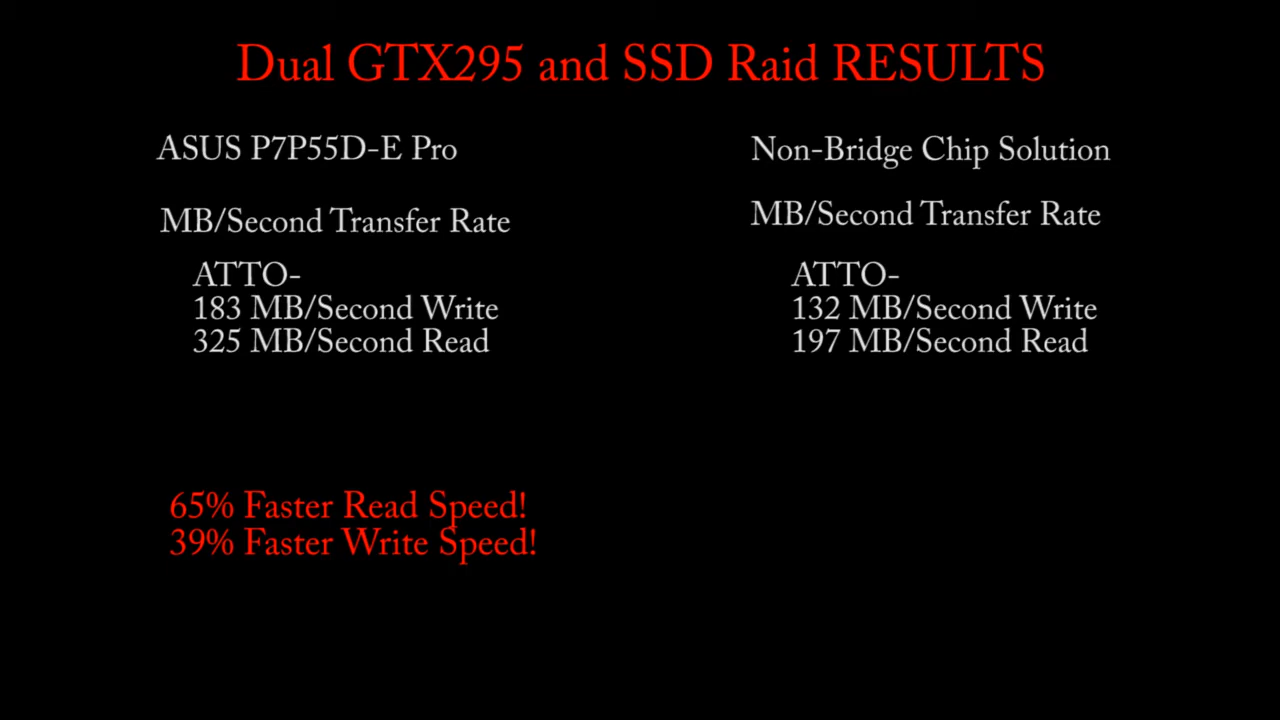 Dual GTX295 and SSD Raid RESULTS
ASUS P7P55D-E Pro
MB/Second Transfer Rate
ATTO-
183 MB/Second Write
325 MB/Second Read
Non-Bridge Chip Solution
MB/Second Transfer Rate
ATTO-
132 MB/Second Write
197 MB/Second Read
65% Faster Read Speed!
39% Faster Write Speed!